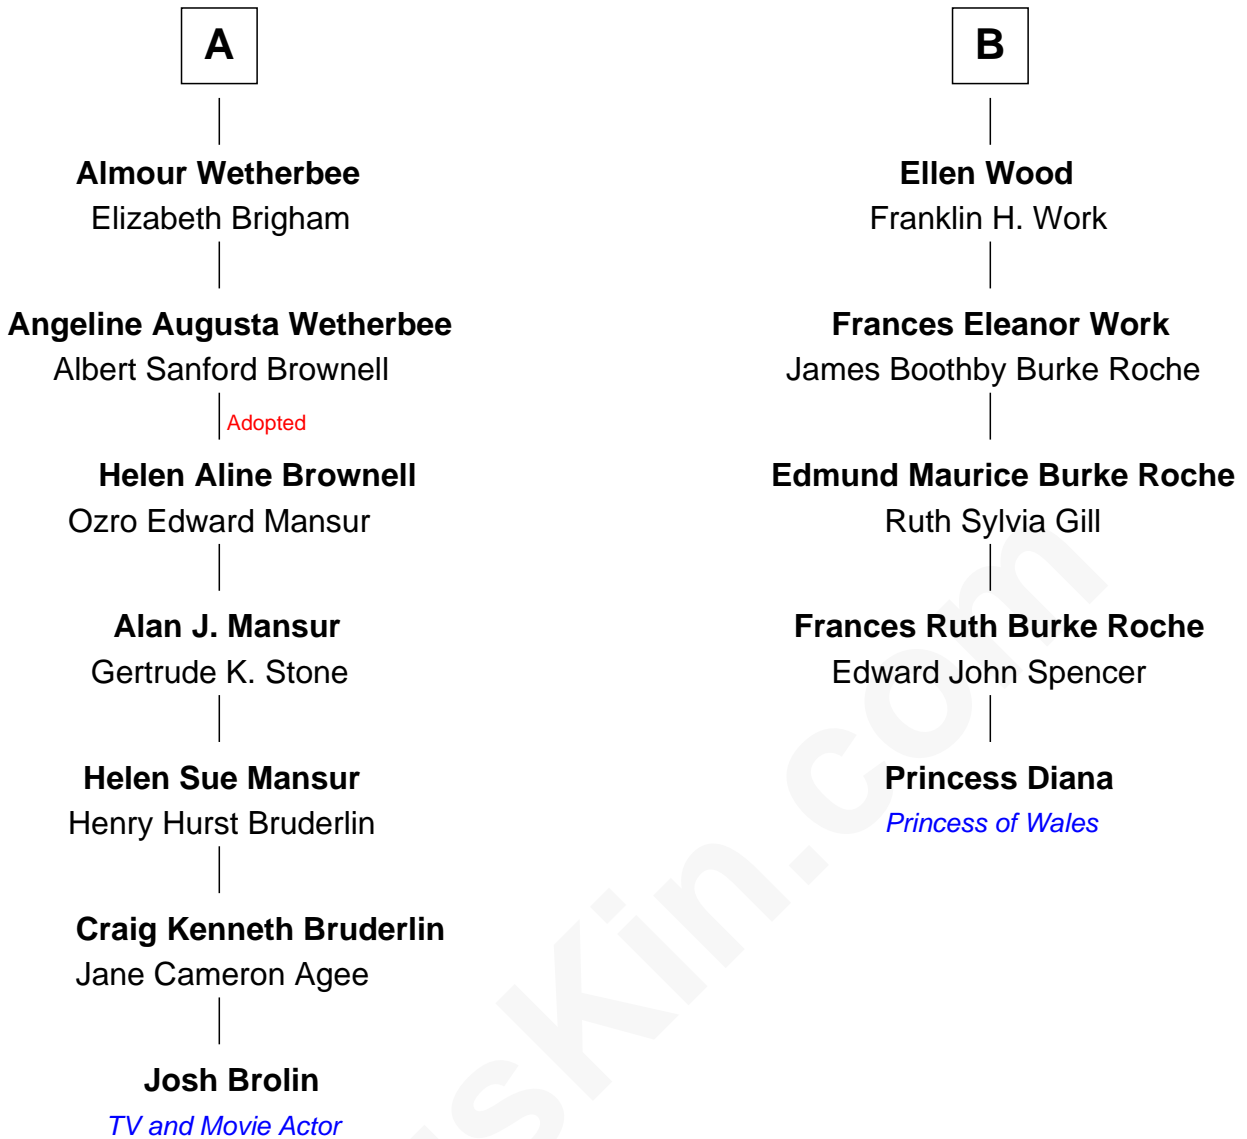 A
Almour Wetherbee
Elizabeth Brigham
Angeline Augusta Wetherbee
Albert Sanford Brownell
Adopted
Helen Aline Brownell
Ozro Edward Mansur
Alan J. Mansur
Gertrude K. Stone
Helen Sue Mansur
Henry Hurst Bruderlin
Craig Kenneth Bruderlin
Jane Cameron Agee
Josh Brolin
TV and Movie Actor
B
Ellen Wood
Franklin H. Work
Frances Eleanor Work
James Boothby Burke Roche
Edmund Maurice Burke Roche
Ruth Sylvia Gill
Frances Ruth Burke Roche
Edward John Spencer
Princess Diana
Princess of Wales
usKin.com